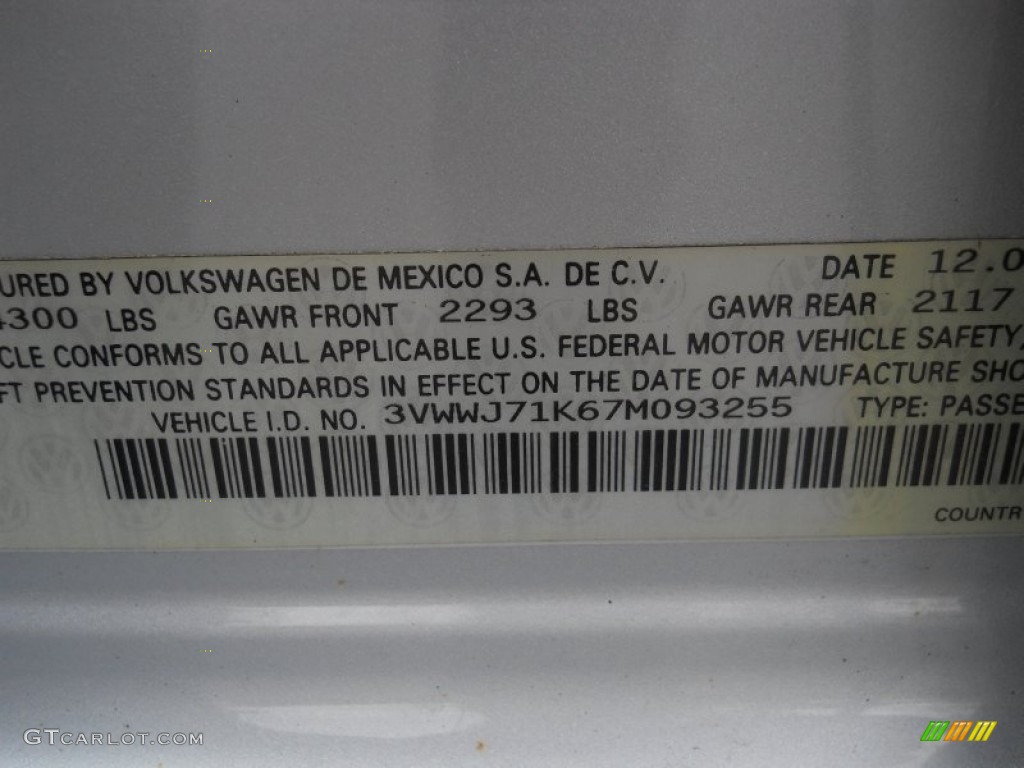 URED BY VOLKSWAGEN DE MEXICO S.A. DE C.V. DATE 12.0
4300 LBS GAWR FRONT 2293 LBS GAWR REAR 2117
CLE CONFORMS TO ALL APPLICABLE U.S. FEDERAL MOTOR VEHICLE SAFETY,
FT PREVENTION STANDARDS IN EFFECT ON THE DATE OF MANUFACTURE SHO
VEHICLE I.D. NO. 3VWWJ71K67M093255 TYPE: PASSE
COUNTR
GTCARLOT.COM